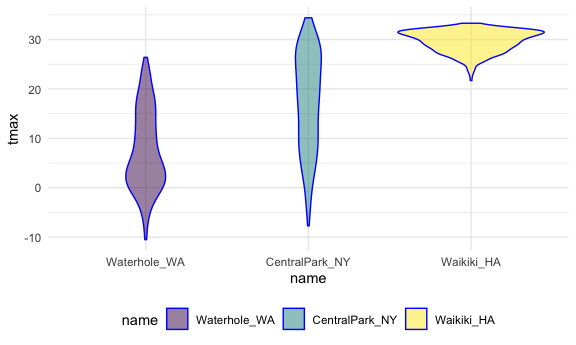 tmax
30
20
10
0
-10
Waterhole_WA CentralPark_NY Waikiki_HA
name
name Waterhole_WA CentralPark_NY Waikiki_HA